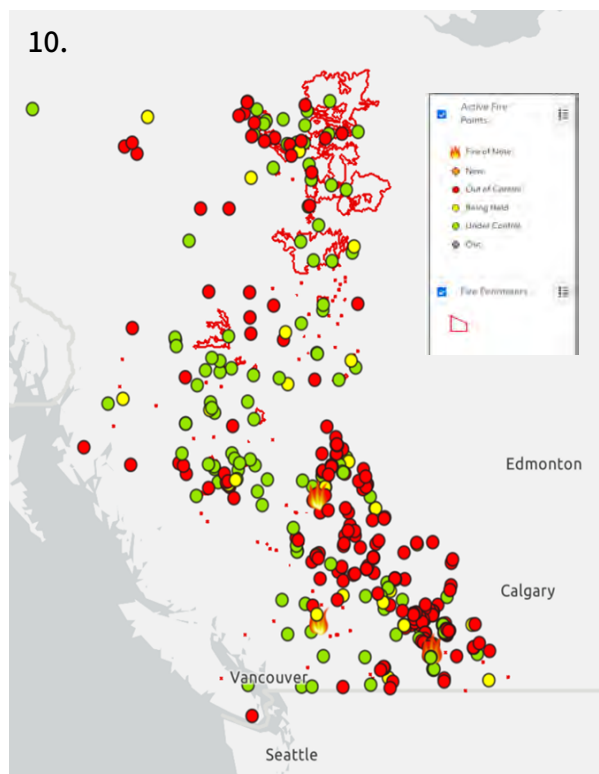 10.
Active Fire
Points
Fire of Note
New
Out of Control
Being Held
Under Control
Out
Fire Perimeters
Edmonton
Calgary
Vancouver
Seattle